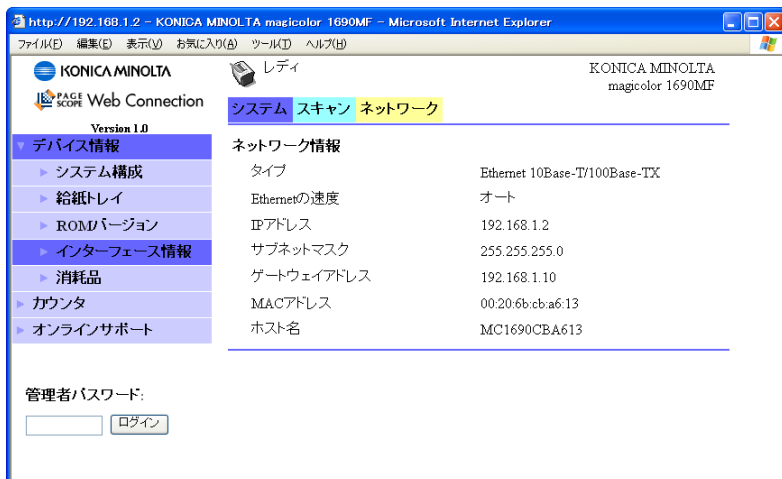 http://192.168.1.2 - KONICA MINOLTA magicolor 1690MF - Microsoft Internet Explorer
ファイル(F) 編集(E) 表示(V) お気に入り(A) ツール(T) ヘルプ(H)
KONICA MINOLTA
PAGE SCOPE Web Connection
Version 1.0
レディ
KONICA MINOLTA
magicolor 1690MF
システム スキャン ネットワーク
デバイス情報
システム構成
給紙トレイ
ROMバージョン
インターフェース情報
消耗品
カウンタ
オンラインサポート
管理者パスワード:
ログイン
ネットワーク情報
タイプ Ethernet 10Base-T/100Base-TX
Ethernetの速度 オート
IPアドレス 192.168.1.2
サブネットマスク 255.255.255.0
ゲートウェイアドレス 192.168.1.10
MACアドレス 00:20:6b:cb:a6:13
ホスト名 MC1690CBA613